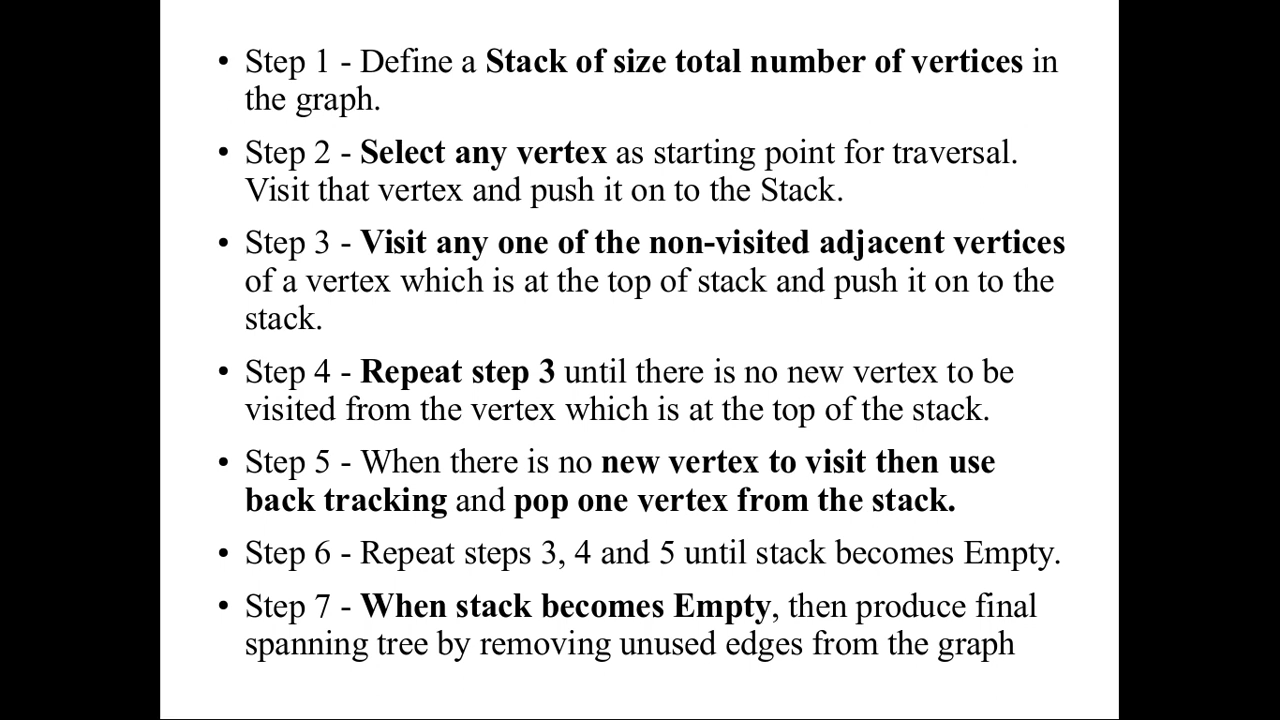 • Step 1 - Define a Stack of size total number of vertices in
the graph.
• Step 2 - Select any vertex as starting point for traversal.
Visit that vertex and push it on to the Stack.
• Step 3 - Visit any one of the non-visited adjacent vertices
of a vertex which is at the top of stack and push it on to the
stack.
• Step 4 - Repeat step 3 until there is no new vertex to be
visited from the vertex which is at the top of the stack.
• Step 5 - When there is no new vertex to visit then use
back tracking and pop one vertex from the stack.
• Step 6 - Repeat steps 3, 4 and 5 until stack becomes Empty.
• Step 7 - When stack becomes Empty, then produce final
spanning tree by removing unused edges from the graph